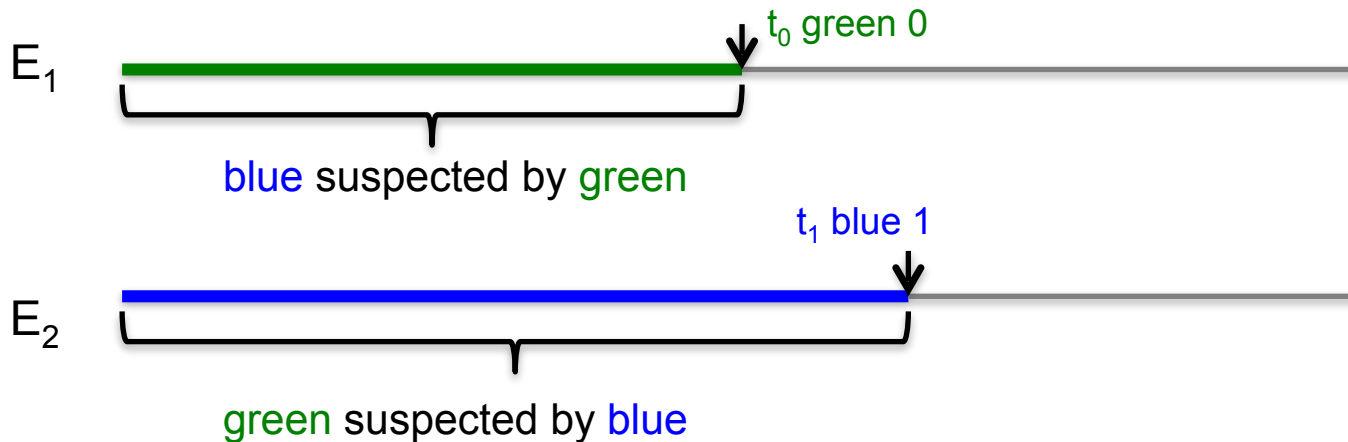 t₀ green 0
E₁
blue suspected by green
t₁ blue 1
E₂
green suspected by blue